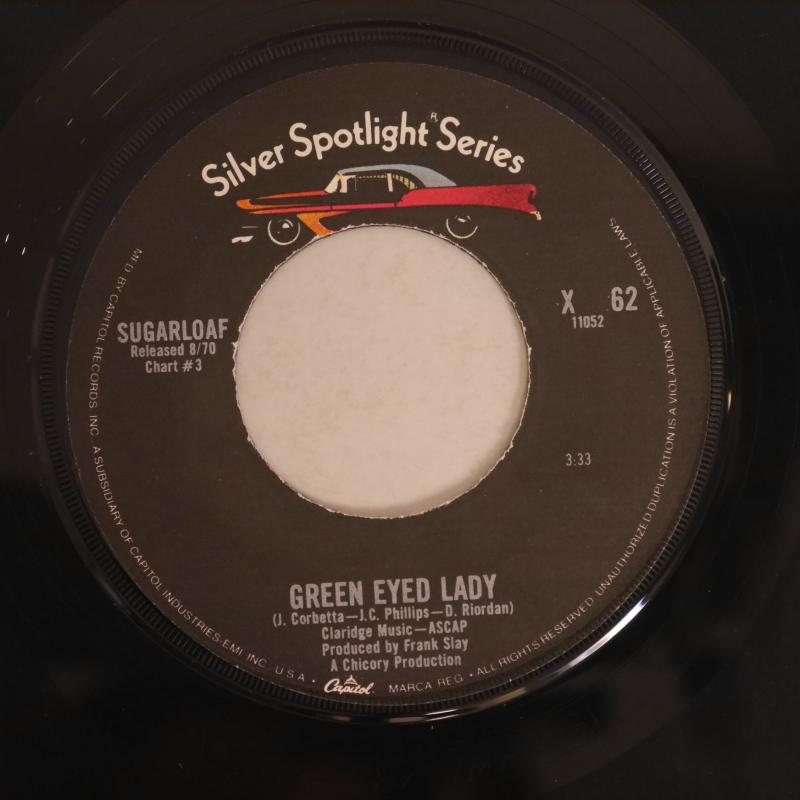 Silver Spotlight® Series
SUGARLOAF
Released 8/70
Chart #3
X 62
11052
3:33
GREEN EYED LADY
(J. Corbetta—J.C. Phillips—D. Riordan)
Claridge Music—ASCAP
Produced by Frank Slay
A Chicory Production
Capitol.
MFD BY CAPITOL RECORDS, INC. A SUBSIDIARY OF CAPITOL INDUSTRIES-EMI, INC. U S A • MARCA REG. • ALL RIGHTS RESERVED UNAUTHORIZED DUPLICATION IS A VIOLATION OF APPLICABLE LAWS